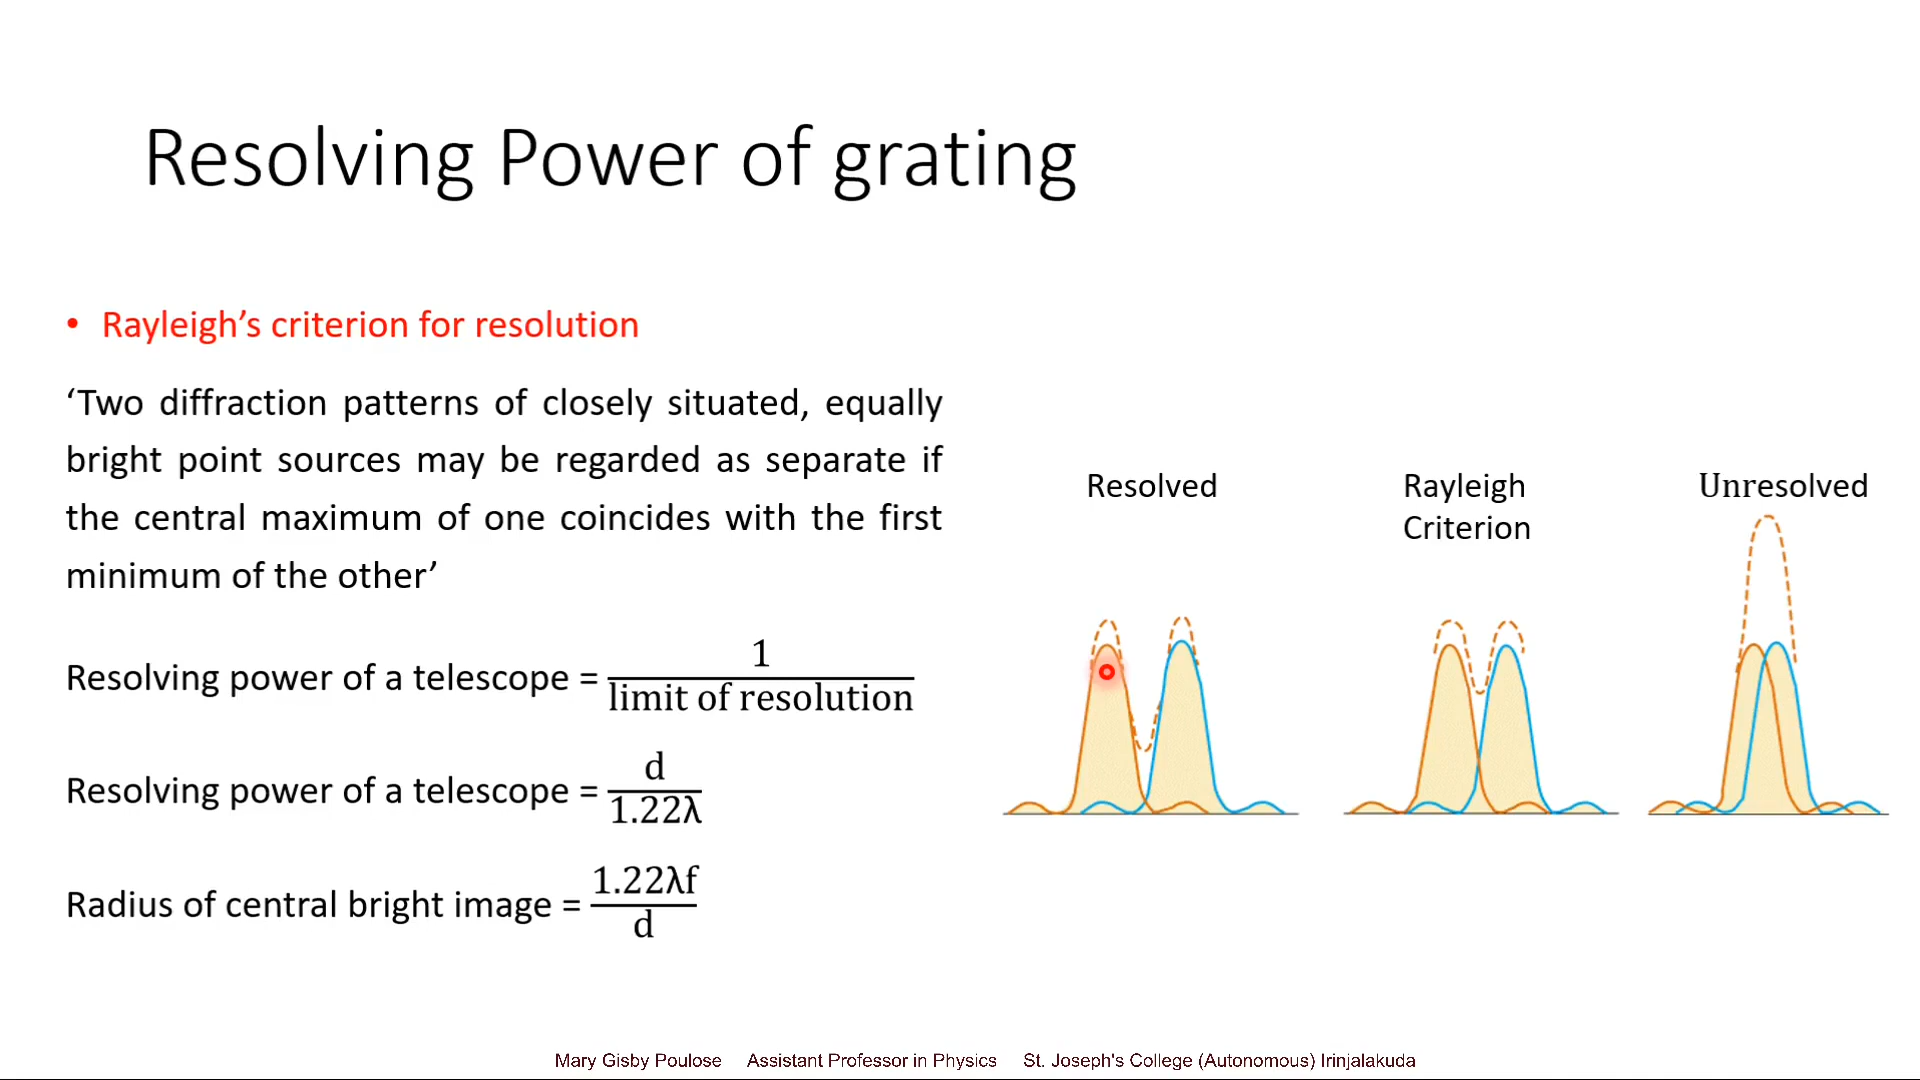 Resolving Power of grating
• Rayleigh’s criterion for resolution
‘Two diffraction patterns of closely situated, equally
bright point sources may be regarded as separate if
the central maximum of one coincides with the first
minimum of the other’
Resolving power of a telescope = 1 / limit of resolution
Resolving power of a telescope = d / 1.22λ
Radius of central bright image = 1.22λf / d
Resolved
Rayleigh
Criterion
Unresolved
Mary Gisby Poulose Assistant Professor in Physics St. Joseph's College (Autonomous) Irinjalakuda